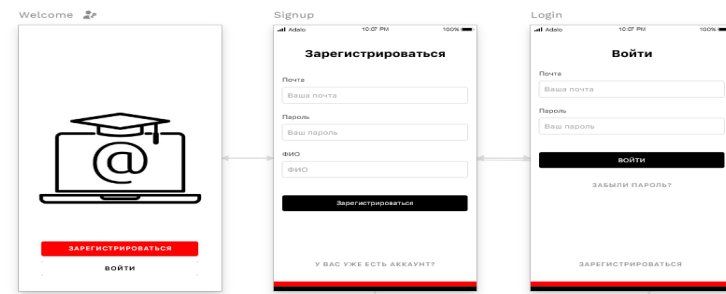 Welcome
@
ЗАРЕГИСТРИРОВАТЬСЯ
ВОЙТИ
Signup
Adalo 10:07 PM 100%
Зарегистрироваться
Почта
Ваша почта
Пароль
Ваш пароль
ФИО
ФИО
Зарегистрироваться
У ВАС УЖЕ ЕСТЬ АККАУНТ?
Login
Adalo 10:07 PM 100%
Войти
Почта
Ваша почта
Пароль
Ваш пароль
ВОЙТИ
ЗАБЫЛИ ПАРОЛЬ?
ЗАРЕГИСТРИРОВАТЬСЯ